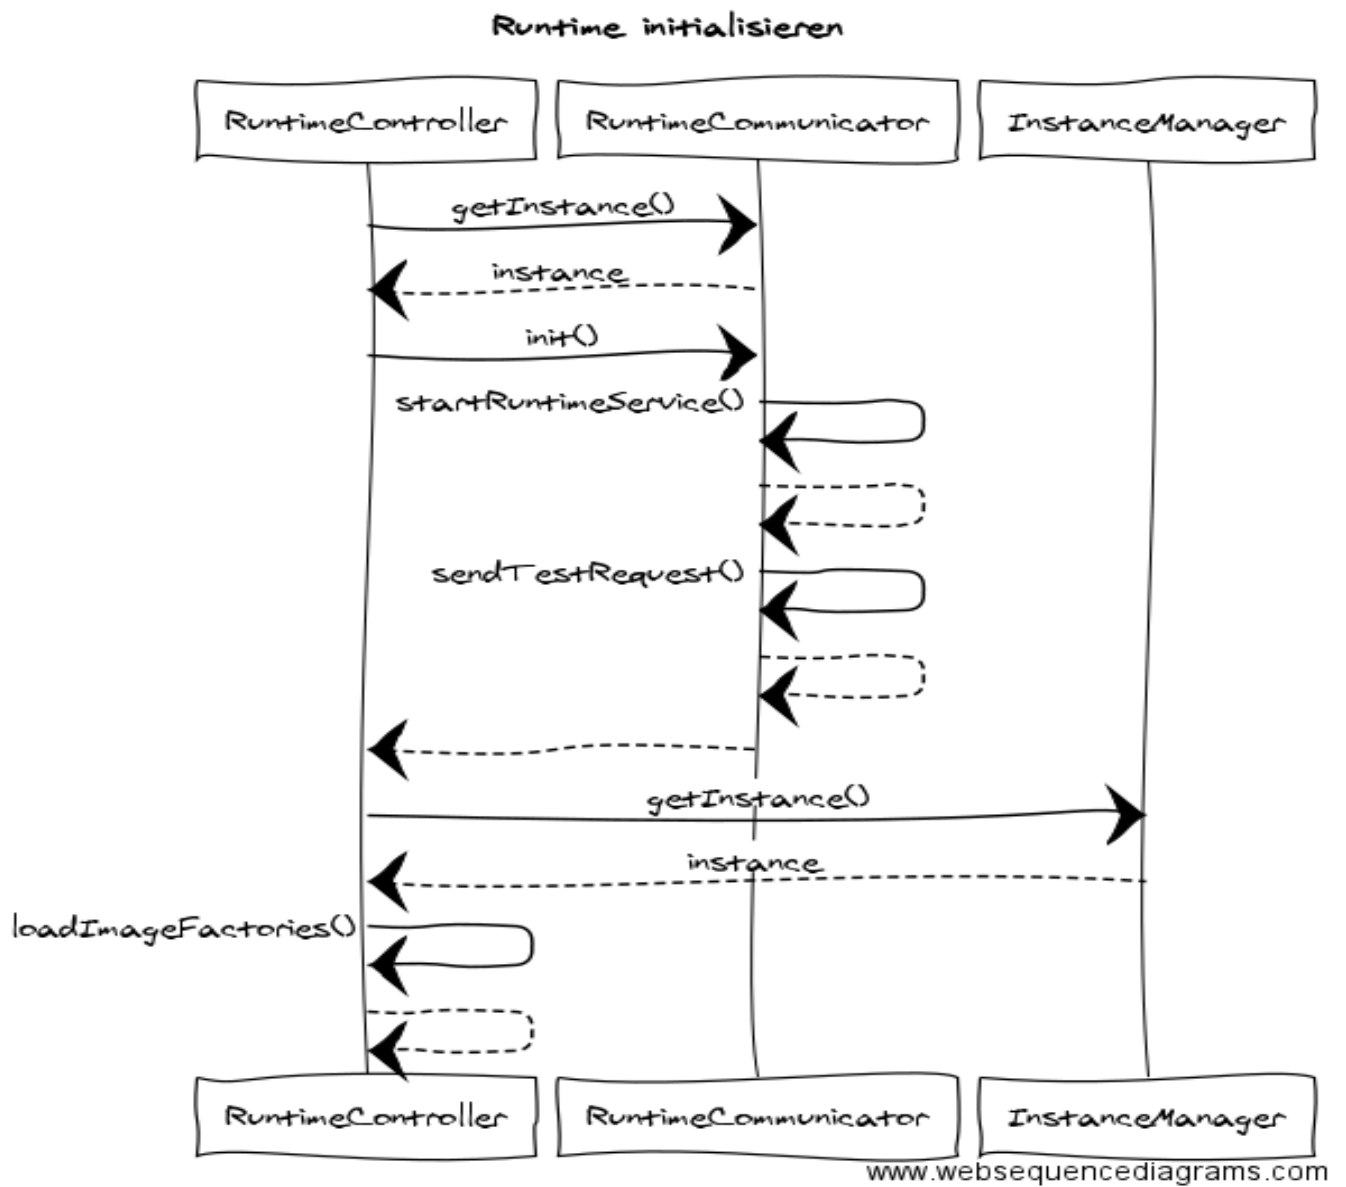 Runtime initialisieren
RuntimeController RuntimeCommunicator InstanceManager
getInstance()
instance
init()
startRuntimeService()
sendTestRequest()
getInstance()
instance
loadImageFactories()
RuntimeController RuntimeCommunicator InstanceManager
www.websequencediagrams.com